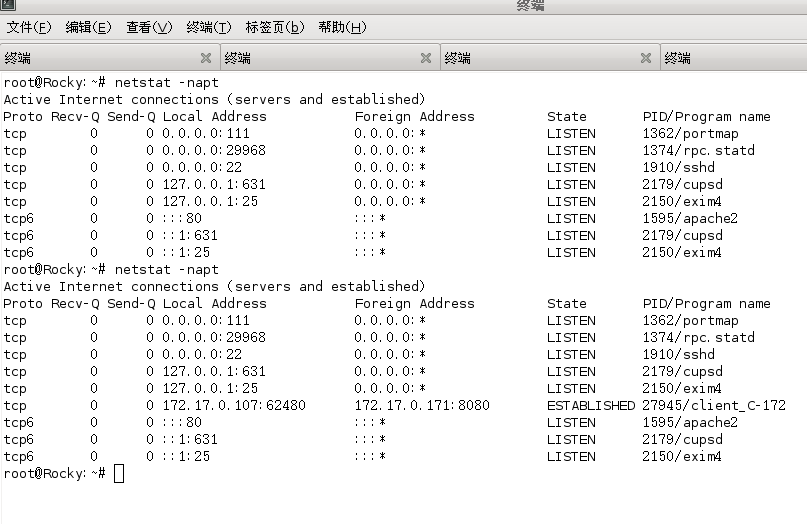 终端
文件(F) 编辑(E) 查看(V) 终端(T) 标签页(b) 帮助(H)
终端 终端 终端 终端
root@Rocky:~# netstat -napt
Active Internet connections (servers and established)
Proto Recv-Q Send-Q Local Address Foreign Address State PID/Program name
tcp 0 0 0.0.0.0:111 0.0.0.0:* LISTEN 1362/portmap
tcp 0 0 0.0.0.0:29968 0.0.0.0:* LISTEN 1374/rpc.statd
tcp 0 0 0.0.0.0:22 0.0.0.0:* LISTEN 1910/sshd
tcp 0 0 127.0.0.1:631 0.0.0.0:* LISTEN 2179/cupsd
tcp 0 0 127.0.0.1:25 0.0.0.0:* LISTEN 2150/exim4
tcp6 0 0 :::80 :::* LISTEN 1595/apache2
tcp6 0 0 ::1:631 :::* LISTEN 2179/cupsd
tcp6 0 0 ::1:25 :::* LISTEN 2150/exim4
root@Rocky:~# netstat -napt
Active Internet connections (servers and established)
Proto Recv-Q Send-Q Local Address Foreign Address State PID/Program name
tcp 0 0 0.0.0.0:111 0.0.0.0:* LISTEN 1362/portmap
tcp 0 0 0.0.0.0:29968 0.0.0.0:* LISTEN 1374/rpc.statd
tcp 0 0 0.0.0.0:22 0.0.0.0:* LISTEN 1910/sshd
tcp 0 0 127.0.0.1:631 0.0.0.0:* LISTEN 2179/cupsd
tcp 0 0 127.0.0.1:25 0.0.0.0:* LISTEN 2150/exim4
tcp 0 0 172.17.0.107:62480 172.17.0.171:8080 ESTABLISHED 27945/client_C-172
tcp6 0 0 :::80 :::* LISTEN 1595/apache2
tcp6 0 0 ::1:631 :::* LISTEN 2179/cupsd
tcp6 0 0 ::1:25 :::* LISTEN 2150/exim4
root@Rocky:~#